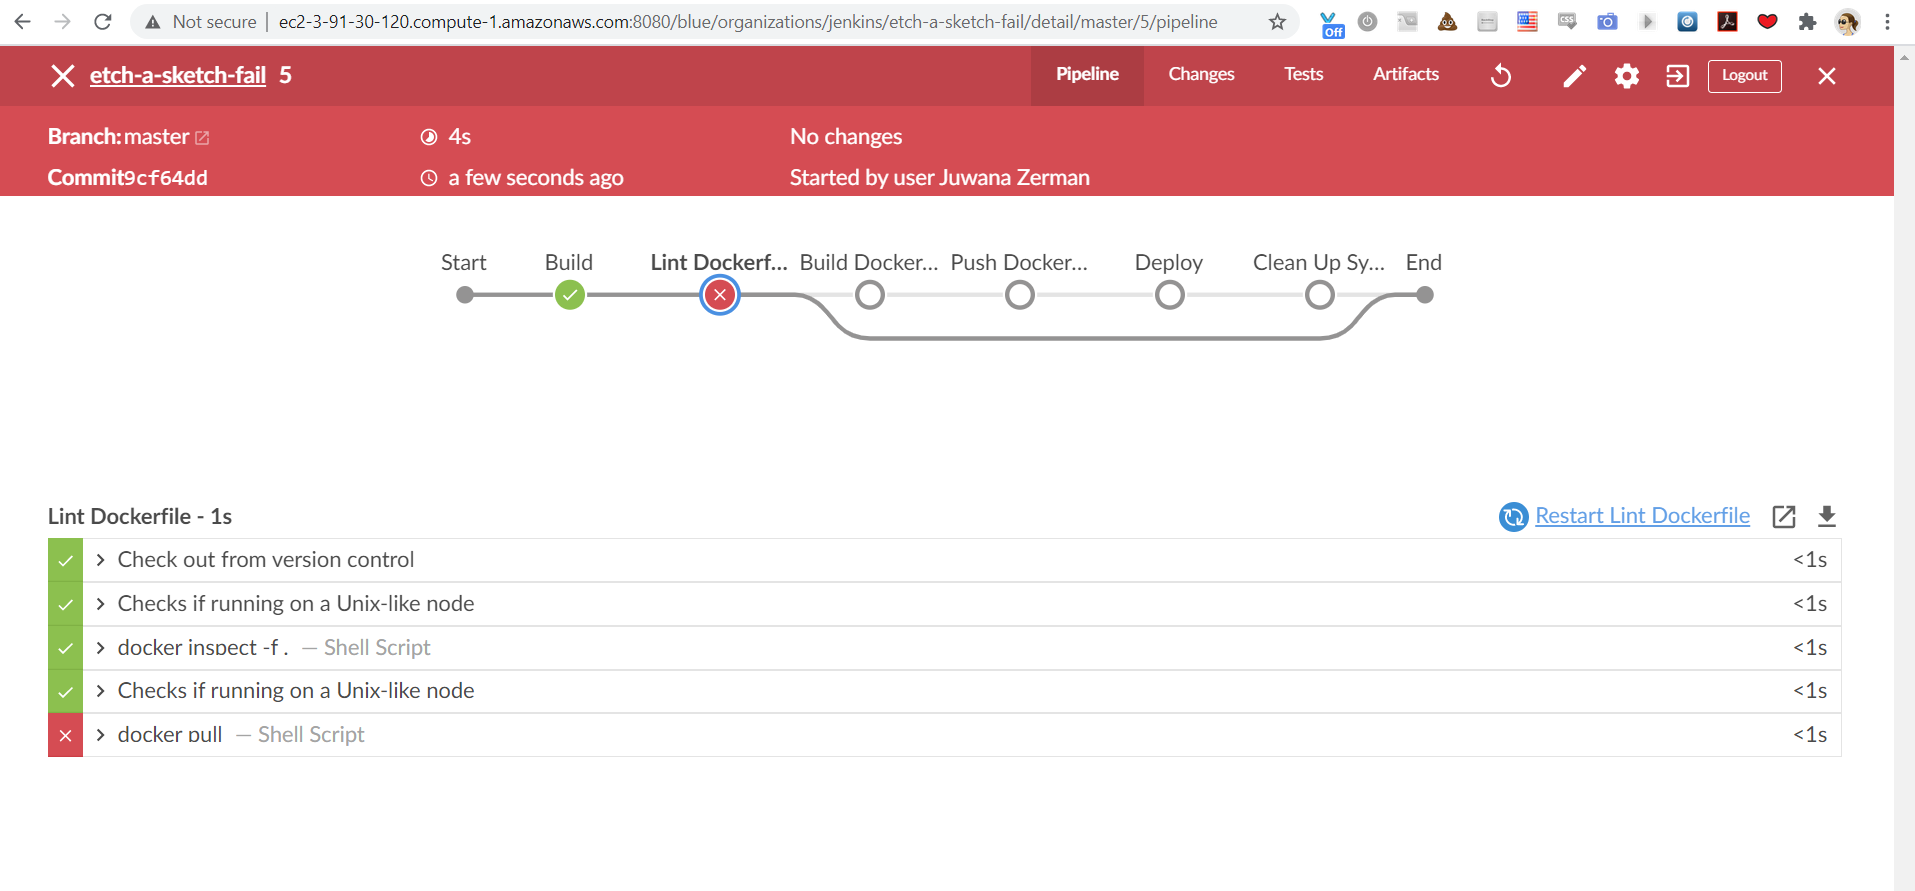 Not secure | ec2-3-91-30-120.compute-1.amazonaws.com:8080/blue/organizations/jenkins/etch-a-sketch-fail/detail/master/5/pipeline
Off
CSS
etch-a-sketch-fail 5
Pipeline Changes Tests Artifacts Logout
Branch: master 4s No changes
Commit 9cf64dd a few seconds ago Started by user Juwana Zerman
Start Build Lint Dockerf... Build Docker... Push Docker... Deploy Clean Up Sy... End
Lint Dockerfile - 1s Restart Lint Dockerfile
Check out from version control <1s
Checks if running on a Unix-like node <1s
docker inspect -f . — Shell Script <1s
Checks if running on a Unix-like node <1s
docker pull — Shell Script <1s